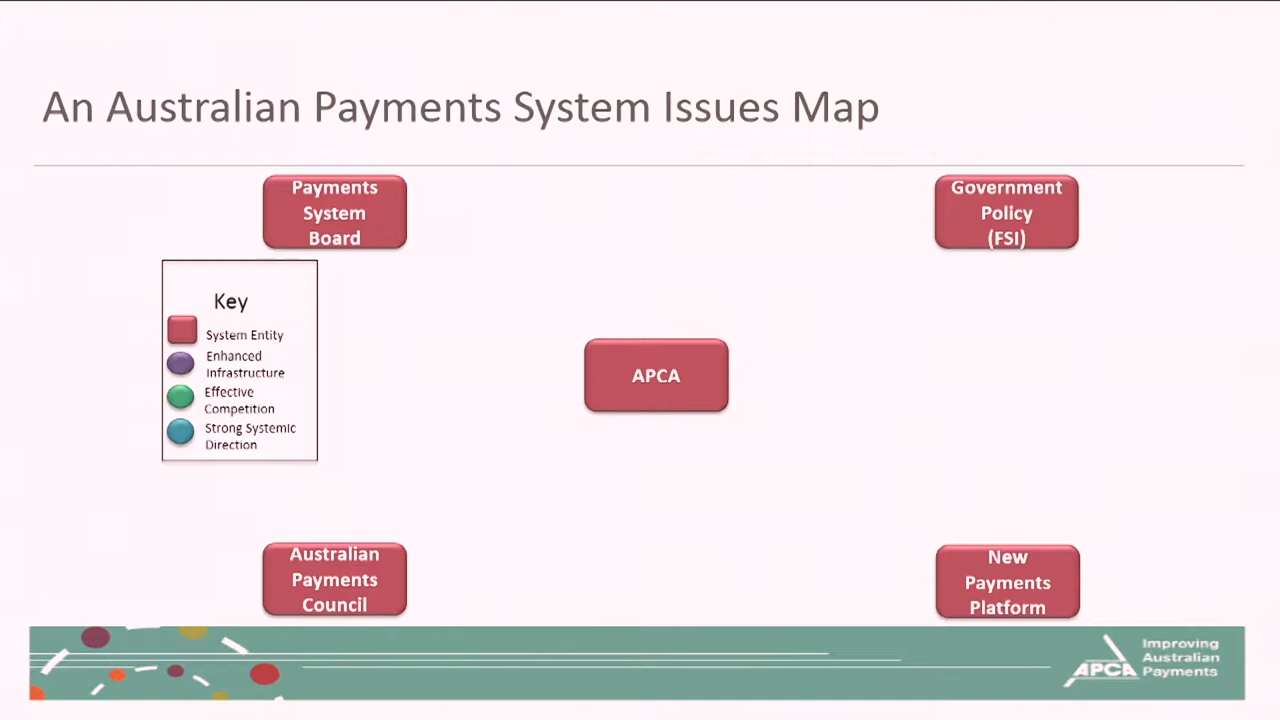 An Australian Payments System Issues Map
Payments
System
Board
Government
Policy
(FSI)
Key
System Entity
Enhanced
Infrastructure
Effective
Competition
Strong Systemic
Direction
APCA
Australian
Payments
Council
New
Payments
Platform
APCA
Improving
Australian
Payments